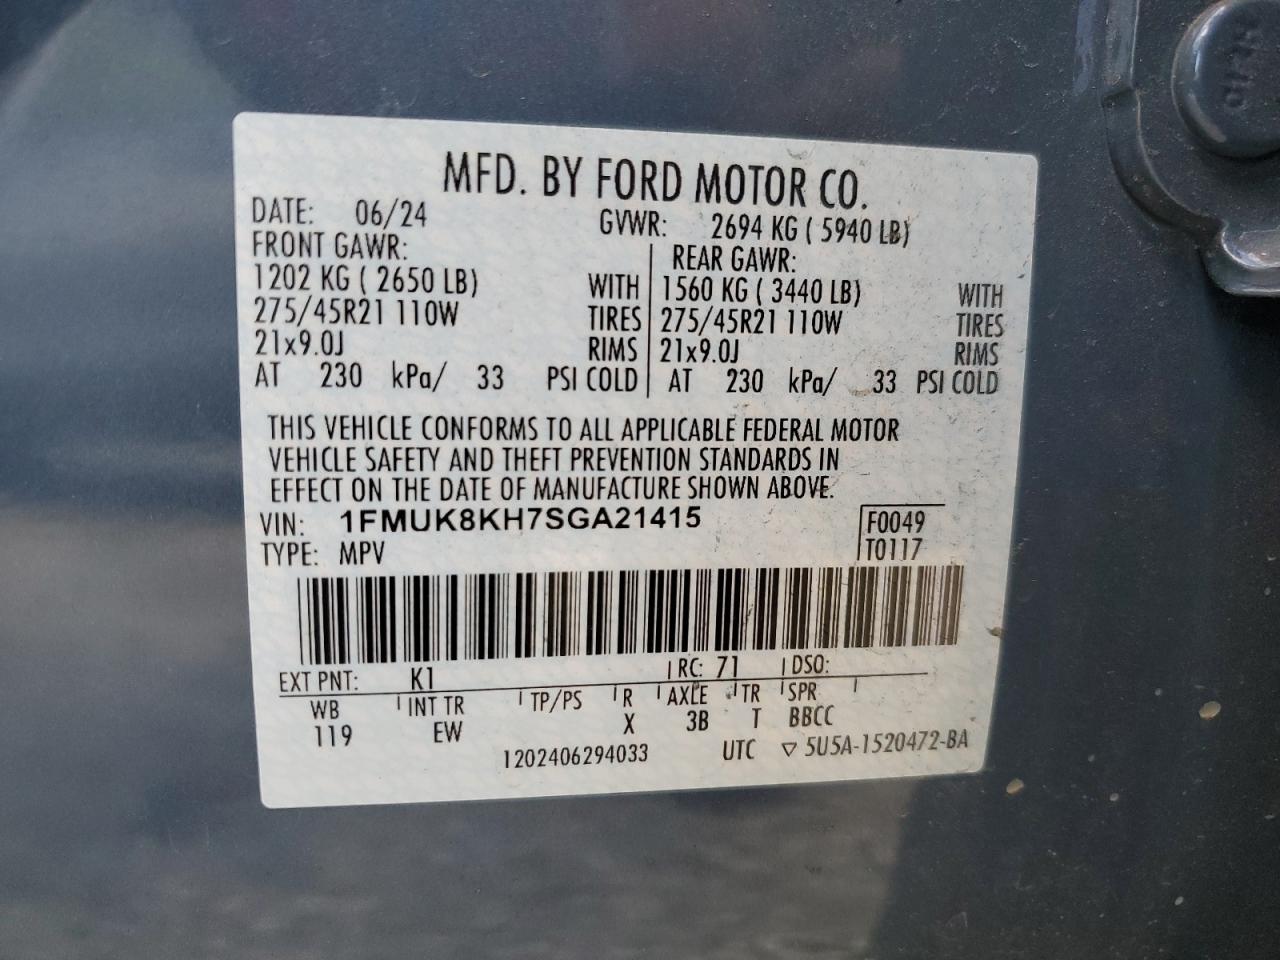 MFD. BY FORD MOTOR CO.
DATE: 06/24 GVWR: 2694 KG ( 5940 LB)
FRONT GAWR: REAR GAWR:
1202 KG ( 2650 LB) WITH 1560 KG ( 3440 LB) WITH
275/45R21 110W TIRES 275/45R21 110W TIRES
21x9.0J RIMS 21x9.0J RIMS
AT 230 kPa/ 33 PSI COLD AT 230 kPa/ 33 PSI COLD
THIS VEHICLE CONFORMS TO ALL APPLICABLE FEDERAL MOTOR
VEHICLE SAFETY AND THEFT PREVENTION STANDARDS IN
EFFECT ON THE DATE OF MANUFACTURE SHOWN ABOVE.
VIN: 1FMUK8KH7SGA21415 F0049
TYPE: MPV T0117
EXT PNT: K1 RC: 71 DSO:
WB INT TR TP/PS R AXLE TR SPR
119 EW X 3B T BBCC
1202406294033 UTC ▽ 5U5A-1520472-BA